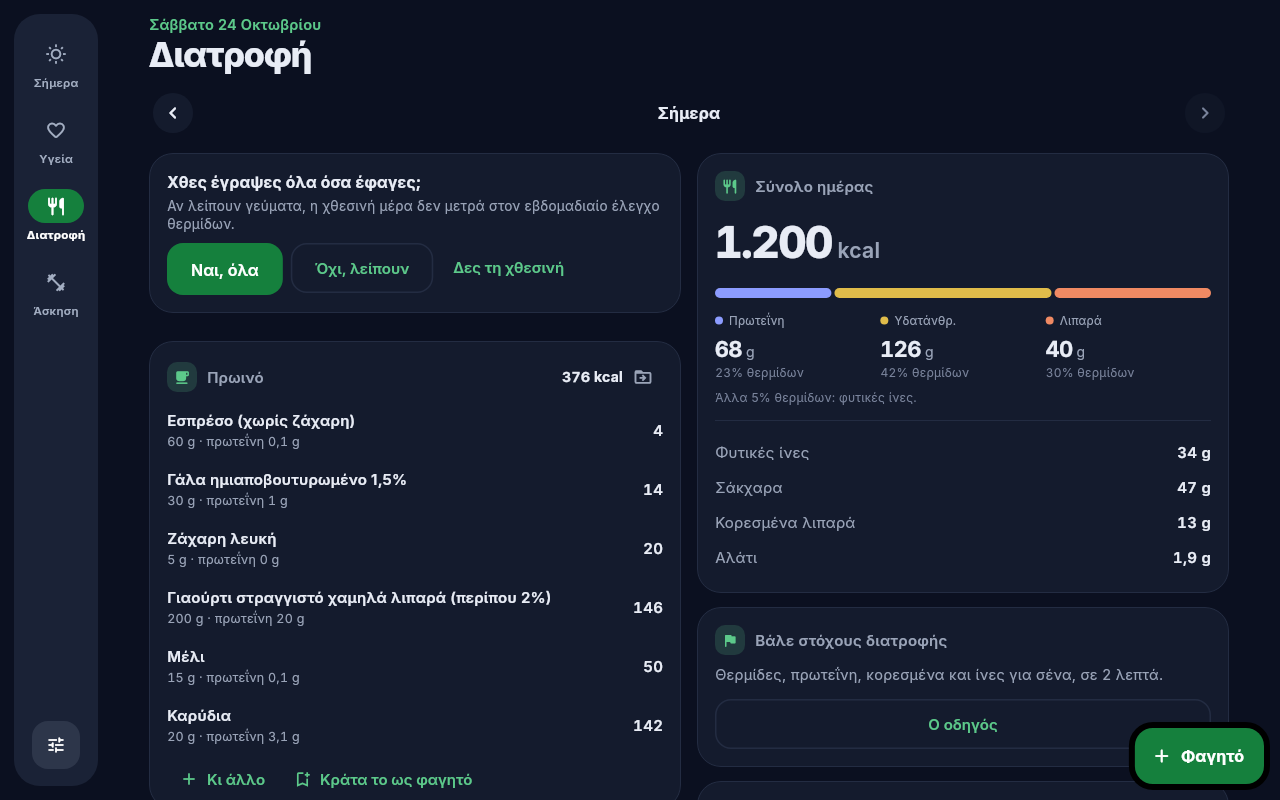 Σήμερα
Υγεία
Διατροφή
Άσκηση
Σάββατο 24 Οκτωβρίου
Διατροφή
Σήμερα
Χθες έγραψες όλα όσα έφαγες;
Αν λείπουν γεύματα, η χθεσινή μέρα δεν μετρά στον εβδομαδιαίο έλεγχο
θερμίδων.
Ναι, όλα
Όχι, λείπουν
Δες τη χθεσινή
Πρωινό
376 kcal
Εσπρέσο (χωρίς ζάχαρη)
60 g · πρωτεΐνη 0,1 g
4
Γάλα ημιαποβουτυρωμένο 1,5%
30 g · πρωτεΐνη 1 g
14
Ζάχαρη λευκή
5 g · πρωτεΐνη 0 g
20
Γιαούρτι στραγγιστό χαμηλά λιπαρά (περίπου 2%)
200 g · πρωτεΐνη 20 g
146
Μέλι
15 g · πρωτεΐνη 0,1 g
50
Καρύδια
20 g · πρωτεΐνη 3,1 g
142
Κι άλλο
Κράτα το ως φαγητό
Σύνολο ημέρας
1.200 kcal
Πρωτεΐνη
68 g
23% θερμίδων
Υδατάνθρ.
126 g
42% θερμίδων
Λιπαρά
40 g
30% θερμίδων
Άλλα 5% θερμίδων: φυτικές ίνες.
Φυτικές ίνες
34 g
Σάκχαρα
47 g
Κορεσμένα λιπαρά
13 g
Αλάτι
1,9 g
Βάλε στόχους διατροφής
Θερμίδες, πρωτεΐνη, κορεσμένα και ίνες για σένα, σε 2 λεπτά.
Ο οδηγός
Φαγητό